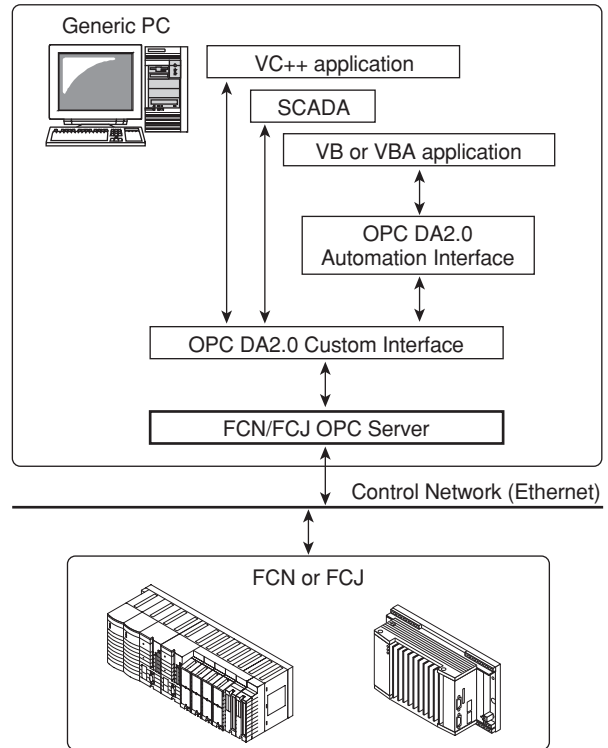 Generic PC
VC++ application
SCADA
VB or VBA application
OPC DA2.0
Automation Interface
OPC DA2.0 Custom Interface
FCN/FCJ OPC Server
Control Network (Ethernet)
FCN or FCJ